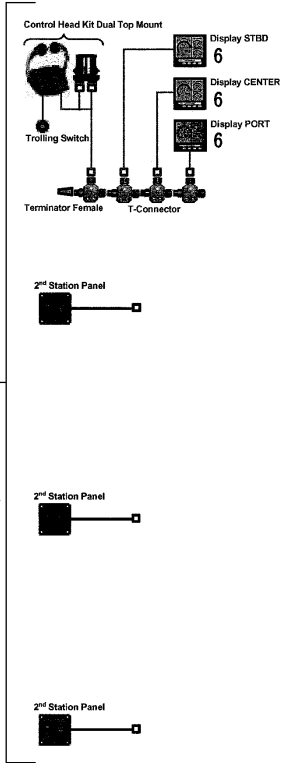 Control Head Kit Dual Top Mount
Display STBD
6
Display CENTER
6
Display PORT
6
Trolling Switch
Terminator Female
T-Connector
2nd Station Panel
2nd Station Panel
2nd Station Panel